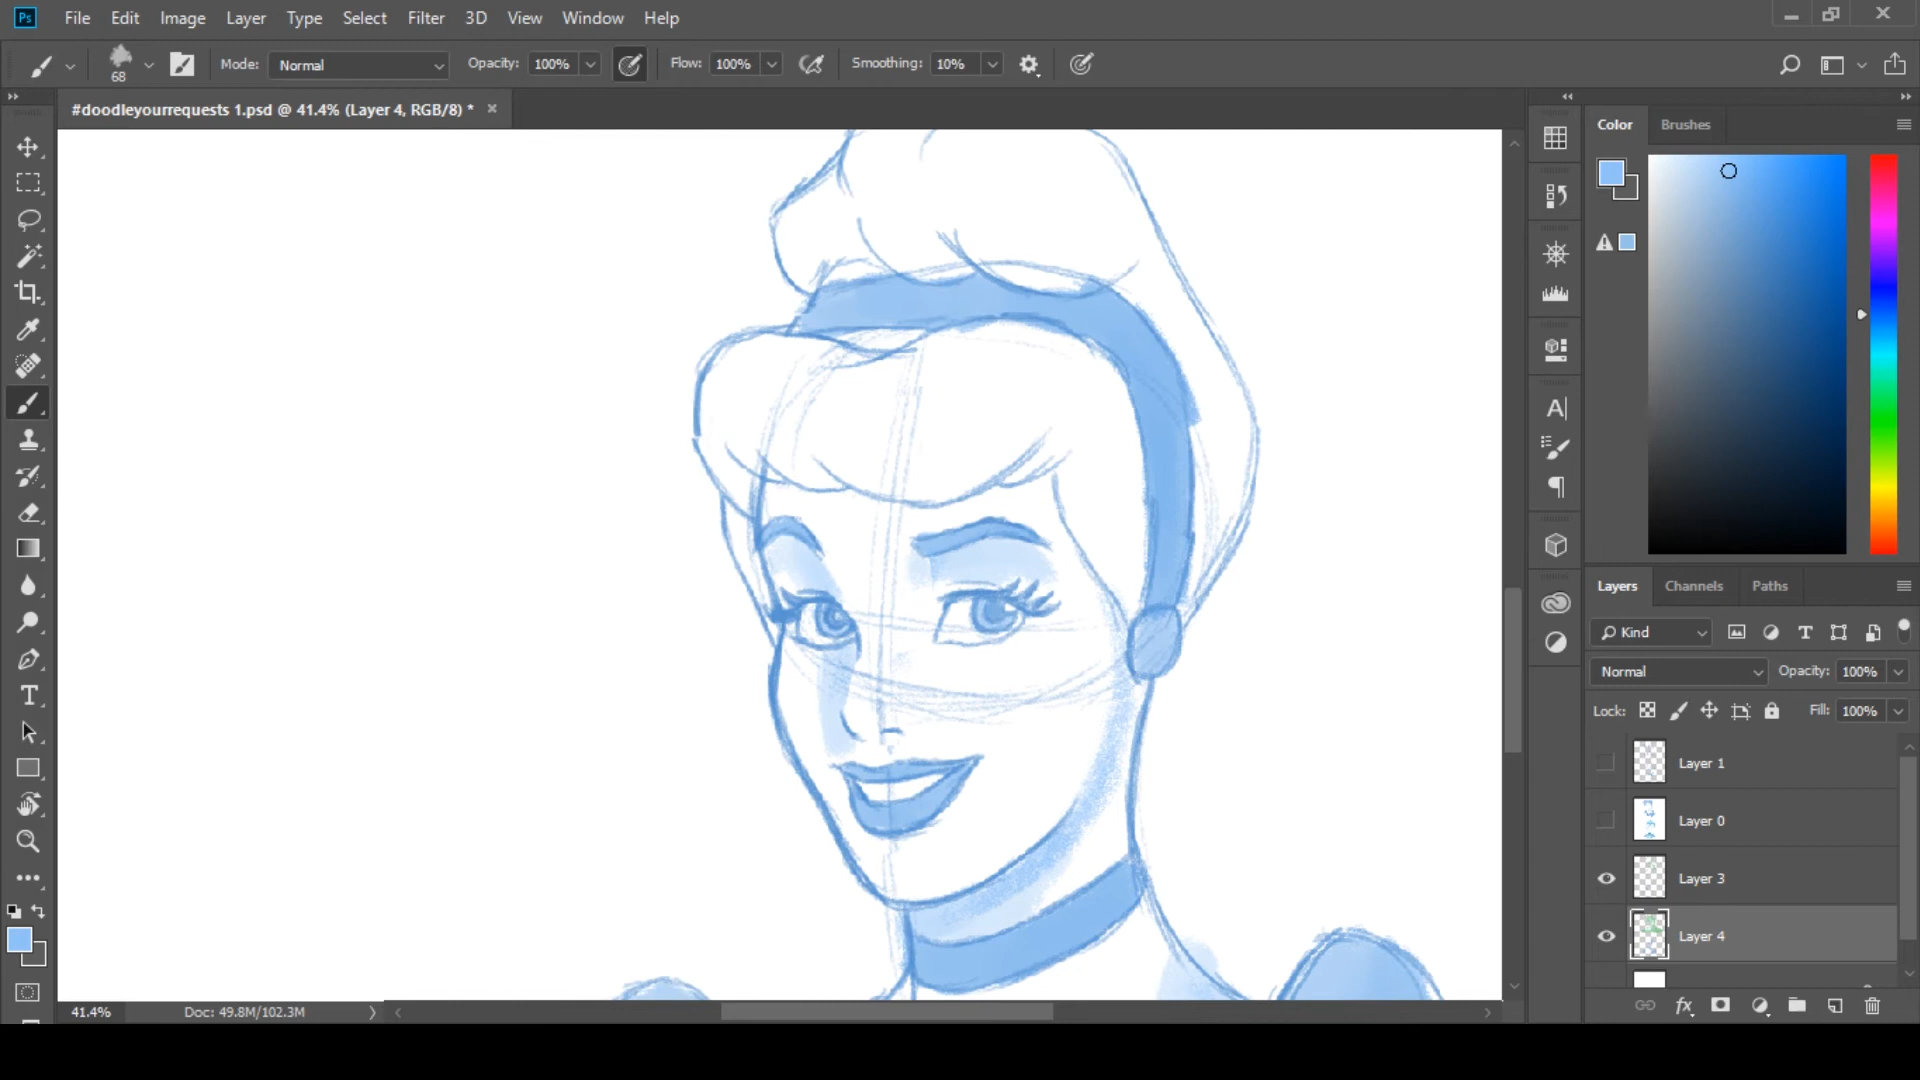 Ps File Edit Image Layer Type Select Filter 3D View Window Help
68 Mode: Normal Opacity: 100% Flow: 100% Smoothing: 10%
#doodleyourrequests 1.psd @ 41.4% (Layer 4, RGB/8) *
Color Brushes
Layers Channels Paths
Kind
Normal Opacity: 100%
Lock: Fill: 100%
Layer 1
Layer 0
Layer 3
Layer 4
41.4% Doc: 49.8M/102.3M